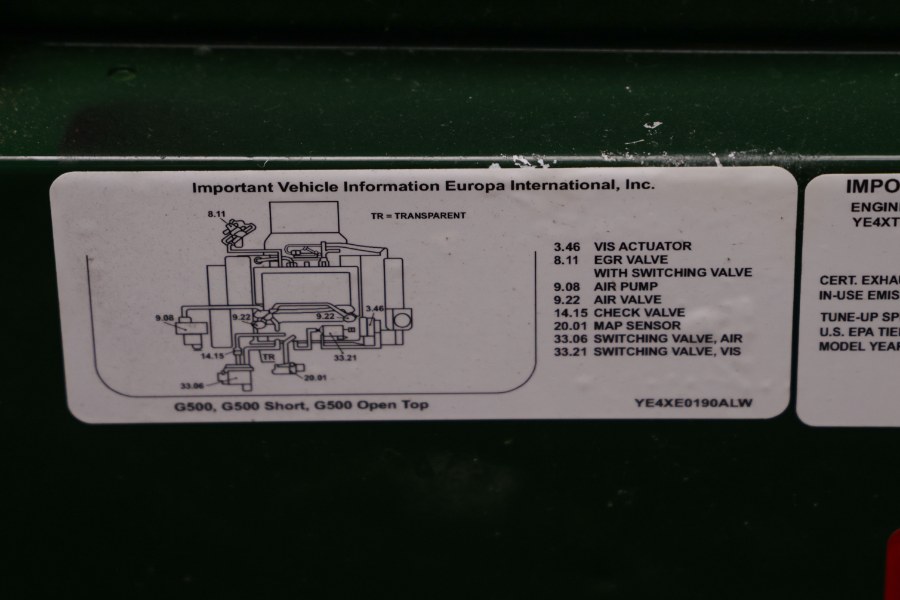 Important Vehicle Information Europa International, Inc.
TR = TRANSPARENT
8.11
9.08
9.22
9.22
3.46
14.15
TR
33.21
33.06
20.01
3.46 VIS ACTUATOR
8.11 EGR VALVE
WITH SWITCHING VALVE
9.08 AIR PUMP
9.22 AIR VALVE
14.15 CHECK VALVE
20.01 MAP SENSOR
33.06 SWITCHING VALVE, AIR
33.21 SWITCHING VALVE, VIS
G500, G500 Short, G500 Open Top
YE4XE0190ALW
IMPO
ENGIN
YE4XT
CERT. EXHAU
IN-USE EMIS
TUNE-UP SP
U.S. EPA TIE
MODEL YEAR